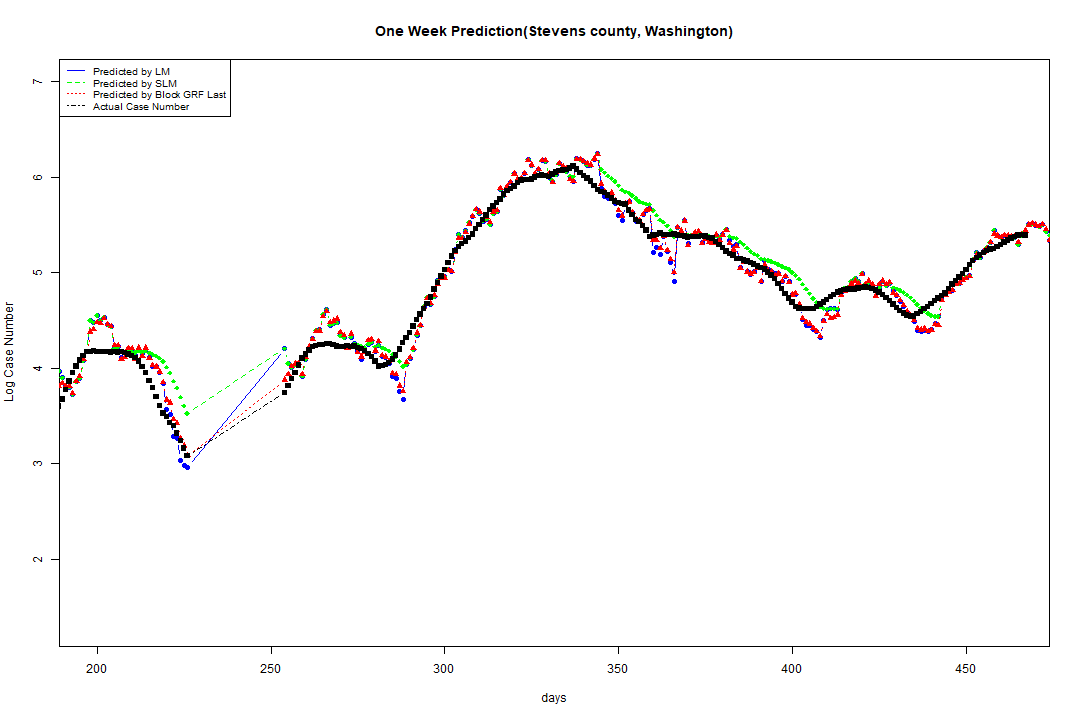 One Week Prediction(Stevens county, Washington)
Predicted by LM
Predicted by SLM
Predicted by Block GRF Last
Actual Case Number
7
6
5
4
3
2
Log Case Number
200 250 300 350 400 450
days